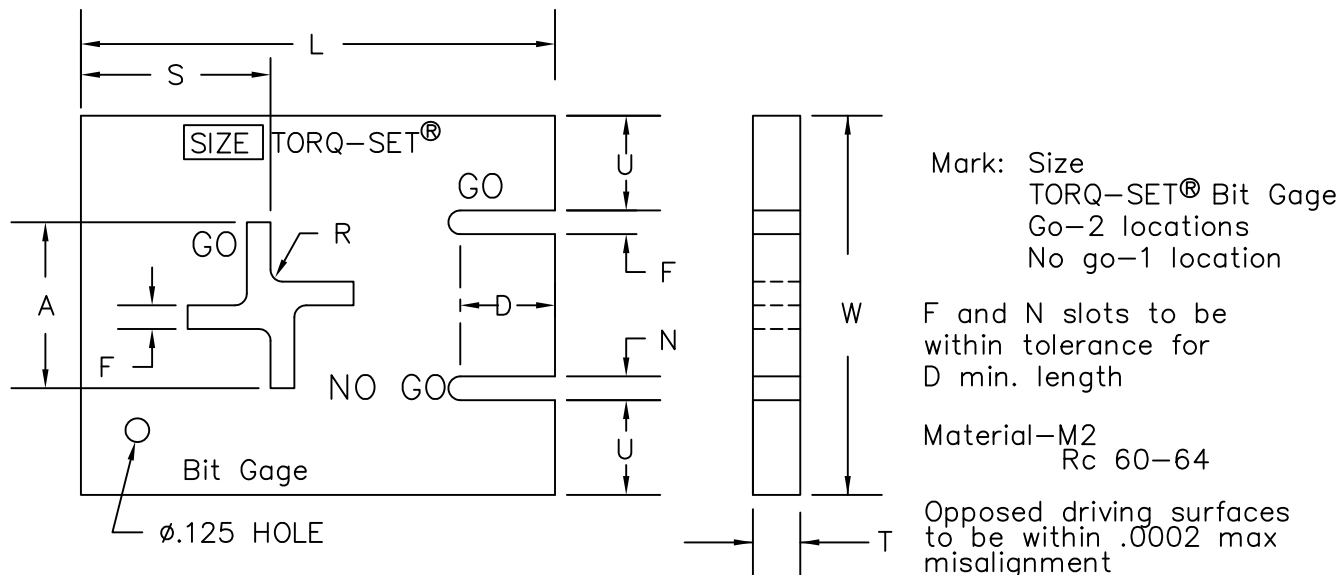 L
S
SIZE TORQ-SET®
GO
U
GO
R
A
F
D
F
N
NO GO
U
Bit Gage
ø.125 HOLE
W
T
Mark: Size
TORQ-SET® Bit Gage
Go-2 locations
No go-1 location
F and N slots to be
within tolerance for
D min. length
Material-M2
Rc 60-64
Opposed driving surfaces
to be within .0002 max
misalignment